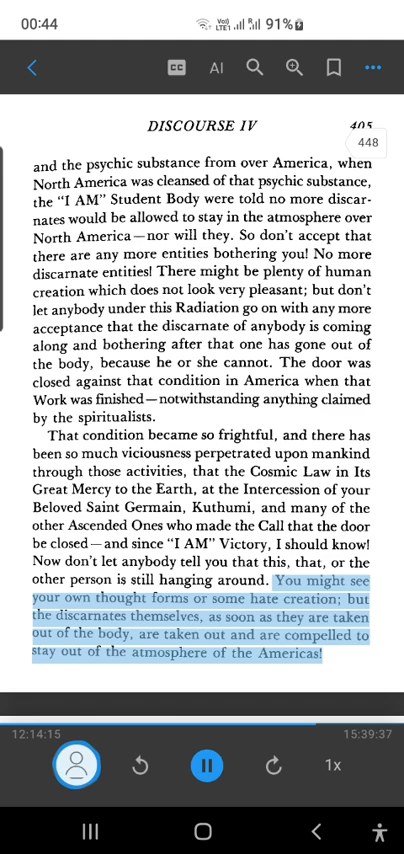 00:44
Vo))
LTE1
R
91%
CC
AI
DISCOURSE IV
405
448
and the psychic substance from over America, when
North America was cleansed of that psychic substance,
the "I AM" Student Body were told no more discar-
nates would be allowed to stay in the atmosphere over
North America—nor will they. So don't accept that
there are any more entities bothering you! No more
discarnate entities! There might be plenty of human
creation which does not look very pleasant; but don't
let anybody under this Radiation go on with any more
acceptance that the discarnate of anybody is coming
along and bothering after that one has gone out of
the body, because he or she cannot. The door was
closed against that condition in America when that
Work was finished—notwithstanding anything claimed
by the spiritualists.
That condition became so frightful, and there has
been so much viciousness perpetrated upon mankind
through those activities, that the Cosmic Law in Its
Great Mercy to the Earth, at the Intercession of your
Beloved Saint Germain, Kuthumi, and many of the
other Ascended Ones who made the Call that the door
be closed—and since "I AM" Victory, I should know!
Now don't let anybody tell you that this, that, or the
other person is still hanging around. You might see
your own thought forms or some hate creation; but
the discarnates themselves, as soon as they are taken
out of the body, are taken out and are compelled to
stay out of the atmosphere of the Americas!
12:14:15
15:39:37
1x